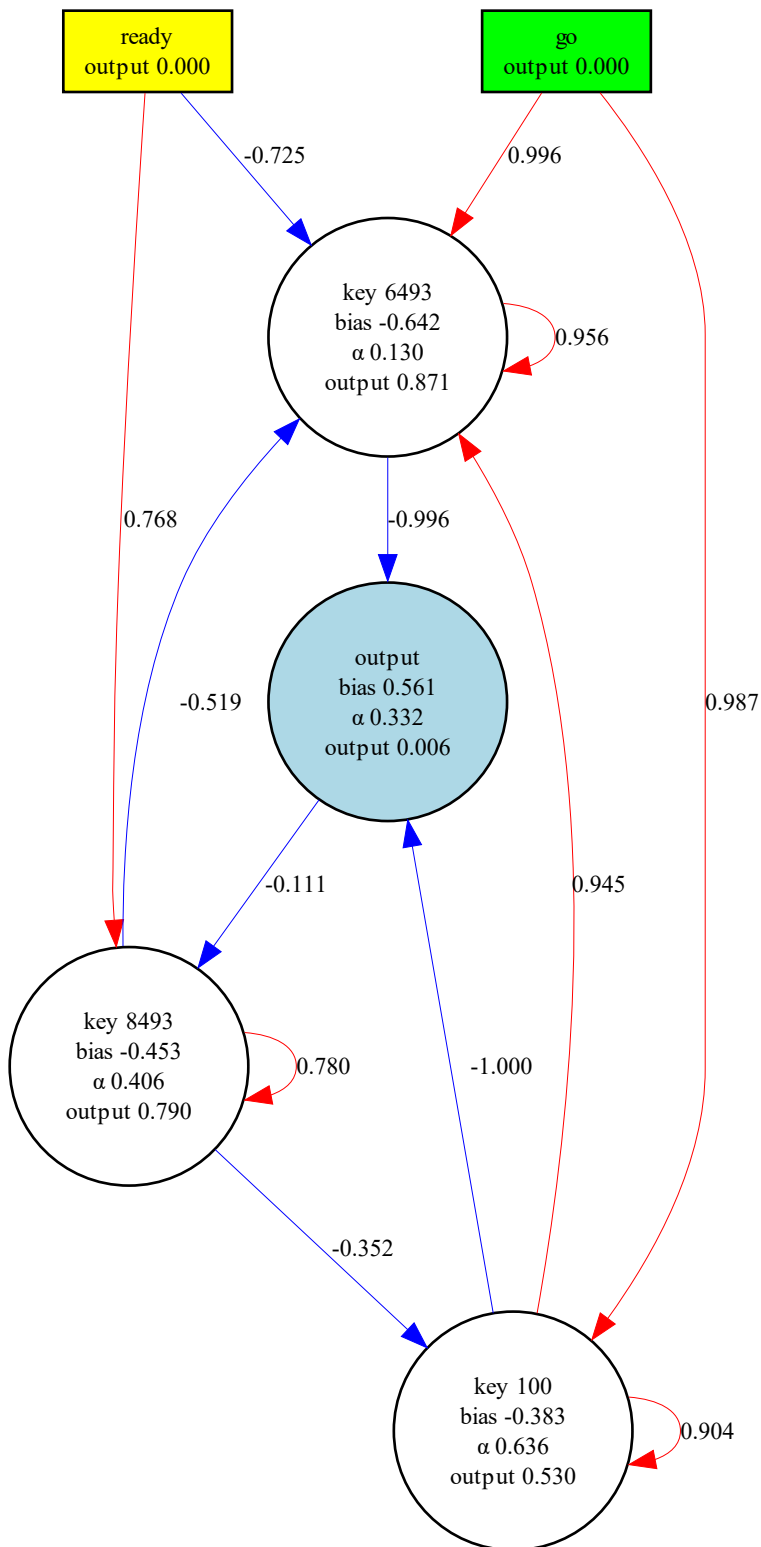 ready
output 0.000
go
output 0.000
-0.725
0.996
key 6493
bias -0.642
α 0.130
output 0.871
0.956
0.768
-0.996
output
bias 0.561
α 0.332
output 0.006
-0.519
0.987
-0.111
0.945
key 8493
bias -0.453
α 0.406
output 0.790
0.780
-1.000
-0.352
key 100
bias -0.383
α 0.636
output 0.530
0.904